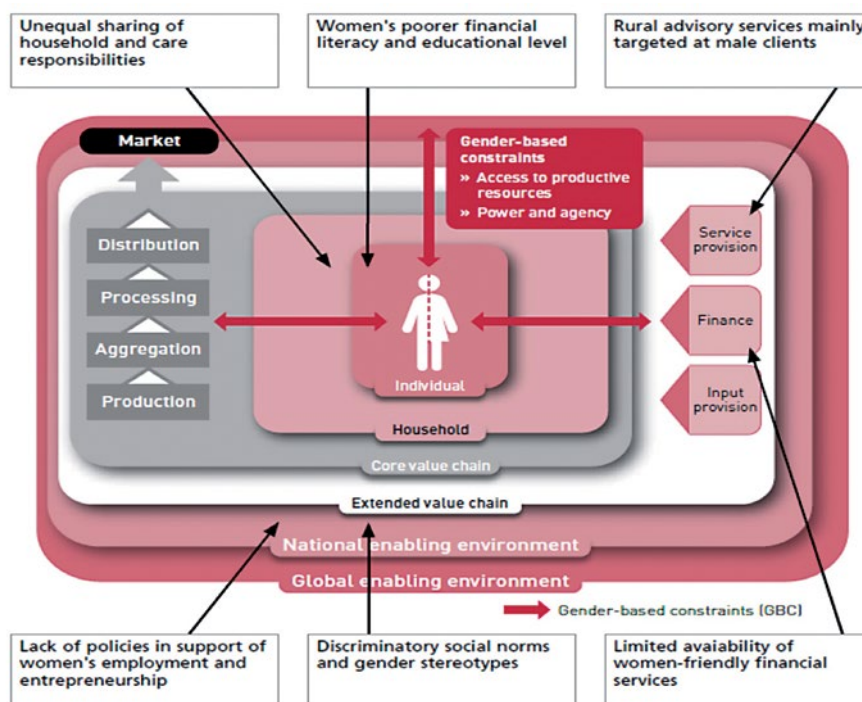 Unequal sharing of
household and care
responsibilities
Women's poorer financial
literacy and educational level
Rural advisory services mainly
targeted at male clients
Market
Gender-based
constraints
» Access to productive
resources
» Power and agency
Distribution
Processing
Aggregation
Production
Service
provision
Finance
Input
provision
Individual
Household
Core value chain
Extended value chain
National enabling environment
Global enabling environment
Gender-based constraints (GBC)
Lack of policies in support of
women's employment and
entrepreneurship
Discriminatory social norms
and gender stereotypes
Limited avaiability of
women-friendly financial
services